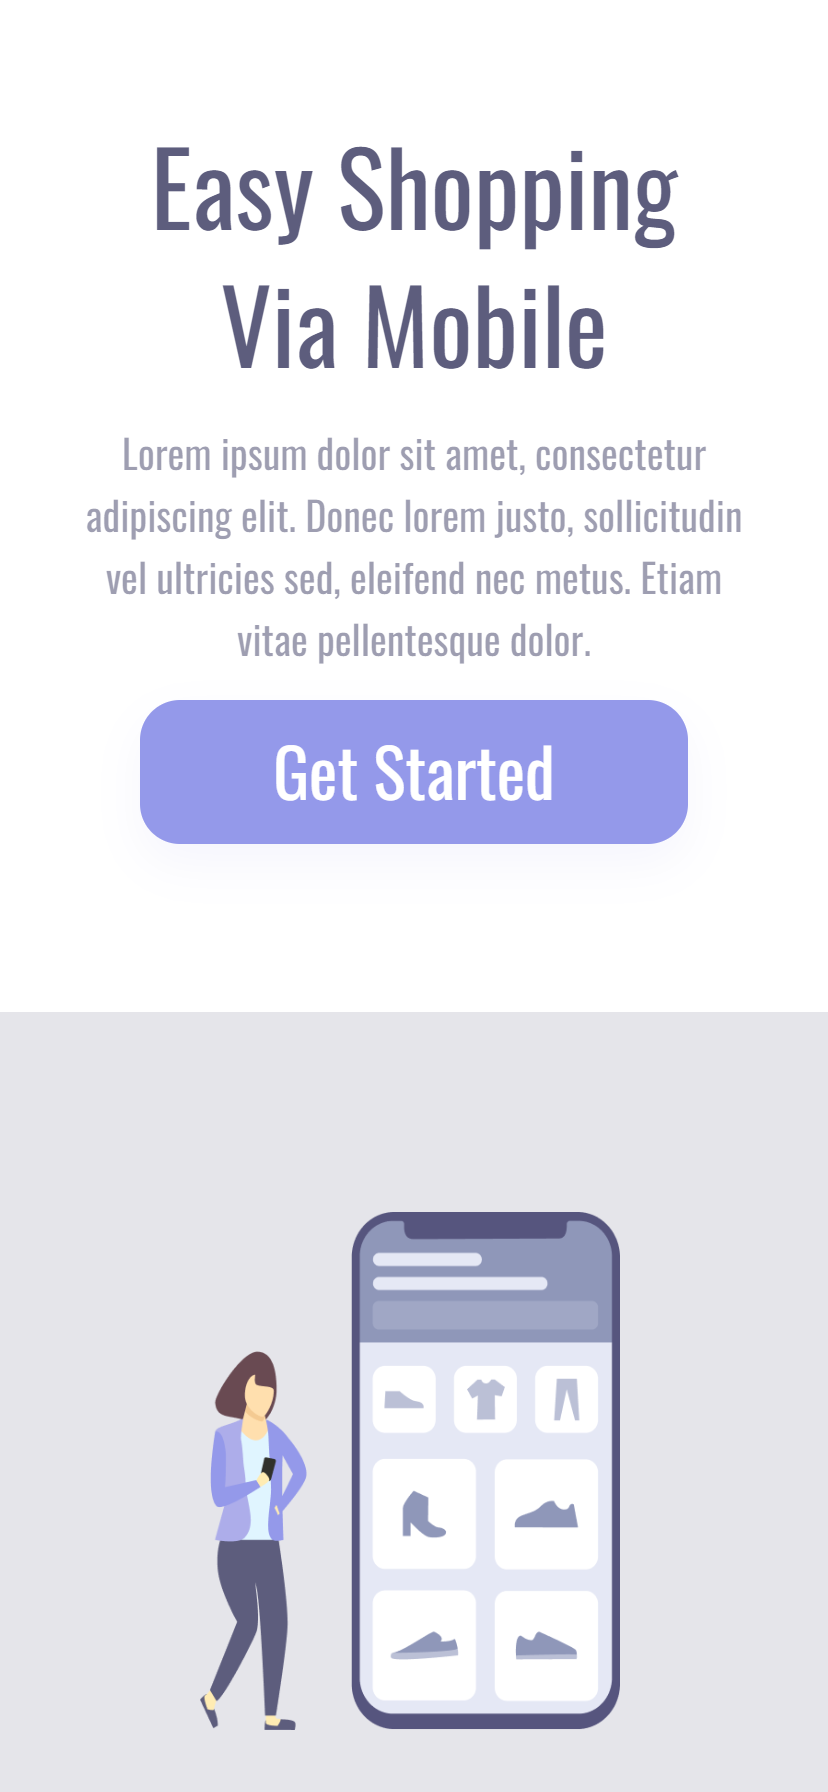 Easy Shopping
Via Mobile
Lorem ipsum dolor sit amet, consectetur
adipiscing elit. Donec lorem justo, sollicitudin
vel ultricies sed, eleifend nec metus. Etiam
vitae pellentesque dolor.
Get Started